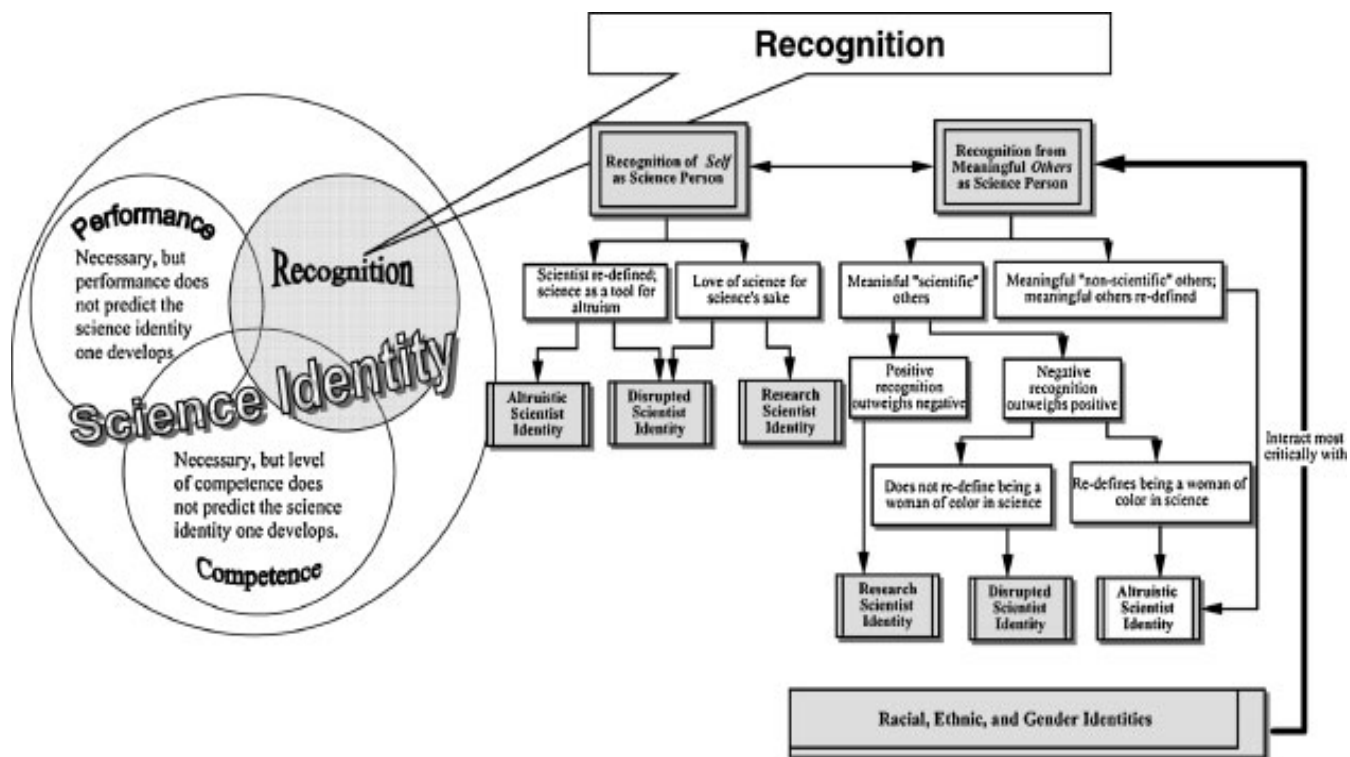 Recognition
Performance
Necessary, but
performance does
not predict the
science identity
one develops.
Recognition
Science Identity
Necessary, but level
of competence does
not predict the science
identity one develops.
Competence
Recognition of Self
as Science Person
Recognition from
Meaningful Others
as Science Person
Scientist re-defined;
science as a tool for
altruism
Love of science for
science's sake
Meaninful "scientific"
others
Meaningful "non-scientific" others;
meaningful others re-defined
Altruistic
Scientist
Identity
Disrupted
Scientist
Identity
Research
Scientist
Identity
Positive
recognition
outweighs negative
Negative
recognition
outweighs positive
Interact most
critically with
Does not re-define being a
woman of color in science
Re-defines being a woman of
color in science
Research
Scientist
Identity
Disrupted
Scientist
Identity
Altruistic
Scientist
Identity
Racial, Ethnic, and Gender Identities